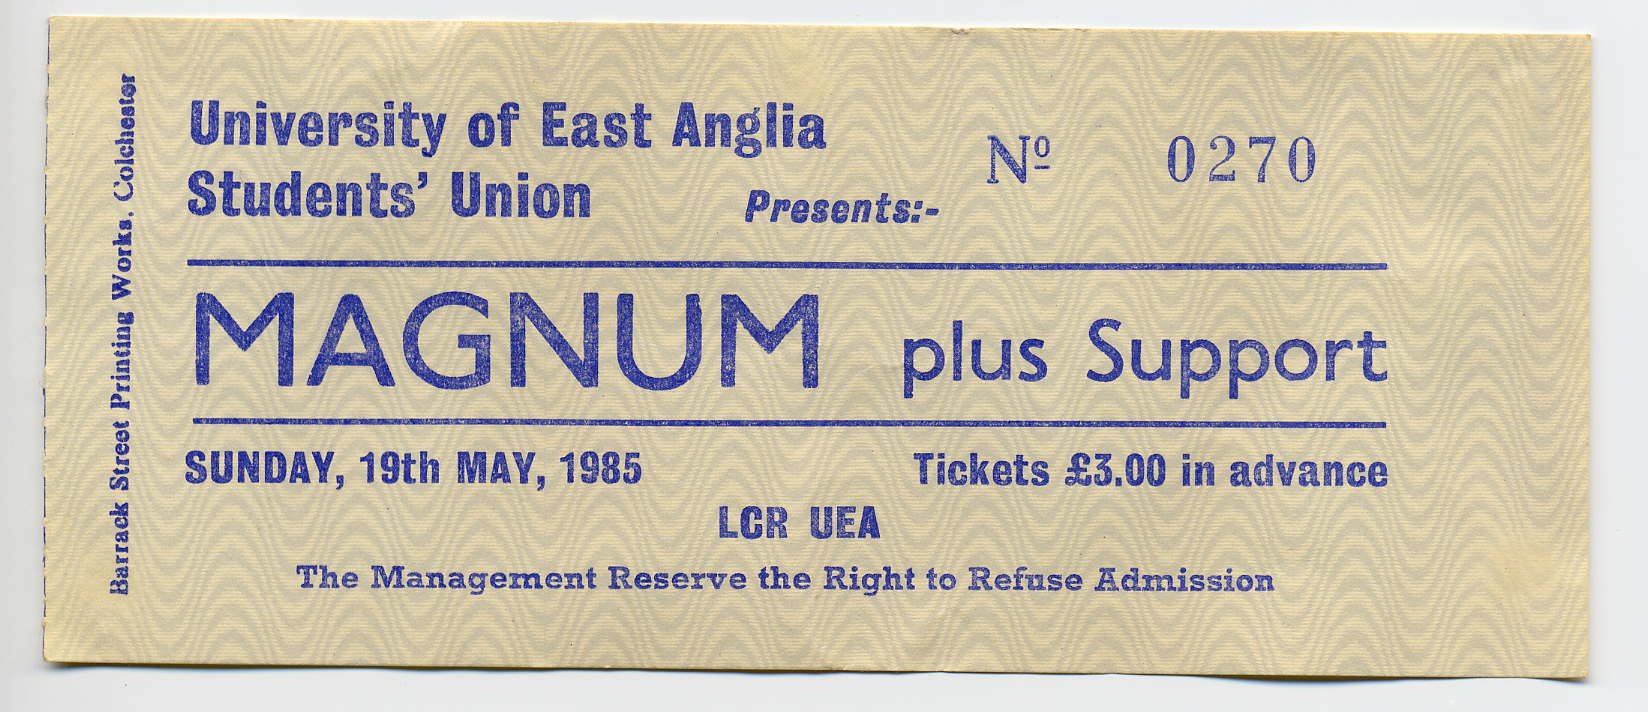 University of East Anglia
Students' Union Presents:-
Nº 0270
MAGNUM plus Support
SUNDAY, 19th MAY, 1985 Tickets £3.00 in advance
LCR UEA
The Management Reserve the Right to Refuse Admission
Barrack Street Printing Works, Colchester